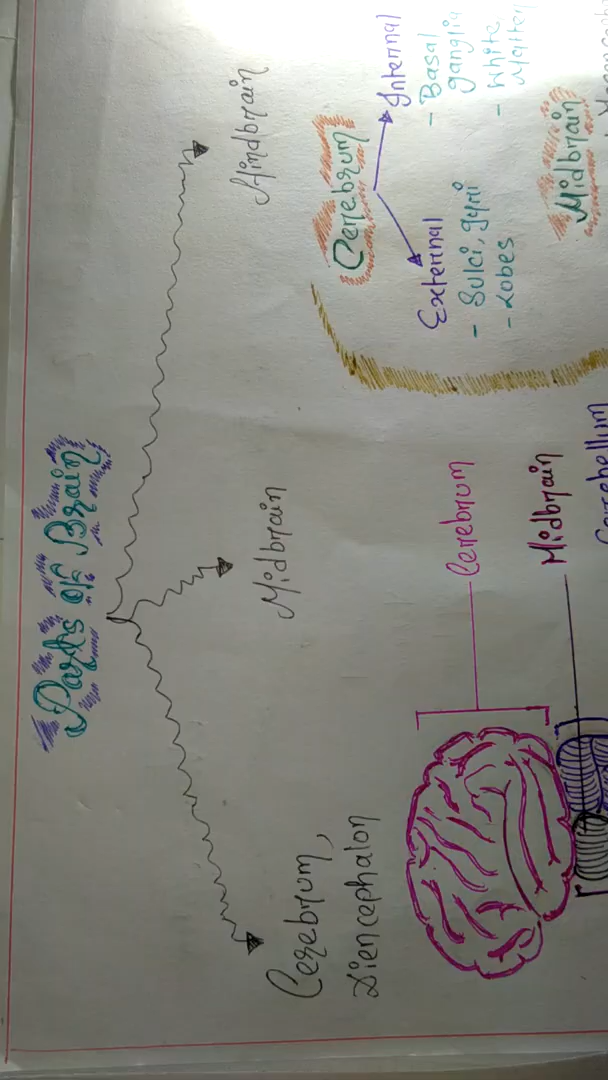 Parts of Brain
Cerebrum,
Diencephalon
Midbrain
Hindbrain
Cerebrum
External
- Sulci, gyri
- Lobes
Internal
- Basal
ganglia
- White
Matter
Midbrain
Cerebrum
Midbrain
Cerebellum